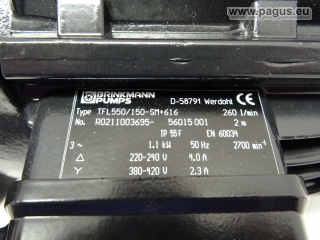 www.pagus.eu
BRINKMANN PUMPS CE
D-58791 Werdohl
Type TFL550/150-SM+616 260 l/min
No. R0211003695- 56015001 2 m
IP 55F EN 60034
3~ 1.1 kW 50 Hz 2700 min⁻¹
△ 220-240 V 4.0 A
Y 380-420 V 2.3 A